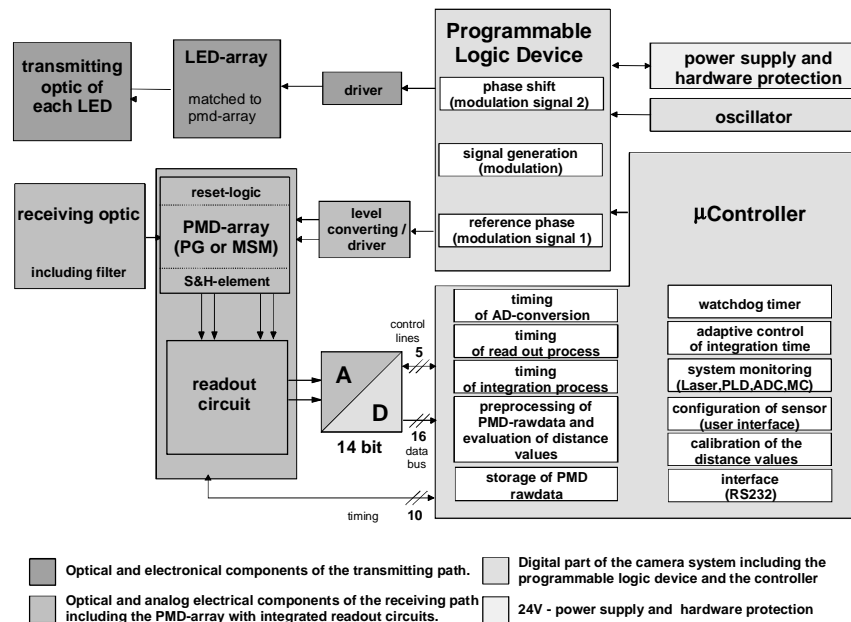 Programmable
Logic Device
transmitting
optic of
each LED
LED-array
matched to
pmd-array
driver
phase shift
(modulation signal 2)
power supply and
hardware protection
oscillator
signal generation
(modulation)
reference phase
(modulation signal 1)
receiving optic
including filter
reset-logic
PMD-array
(PG or MSM)
S&H-element
level
converting /
driver
µController
readout
circuit
A
D
14 bit
control
lines
5
16
data
bus
timing
10
timing
of AD-conversion
timing
of read out process
timing
of integration process
preprocessing of
PMD-rawdata and
evaluation of distance
values
storage of PMD
rawdata
watchdog timer
adaptive control
of integration time
system monitoring
(Laser,PLD,ADC,MC)
configuration of sensor
(user interface)
calibration of the
distance values
interface
(RS232)
Optical and electronical components of the transmitting path.
Optical and analog electrical components of the receiving path
including the PMD-array with integrated readout circuits.
Digital part of the camera system including the
programmable logic device and the controller
24V - power supply and hardware protection